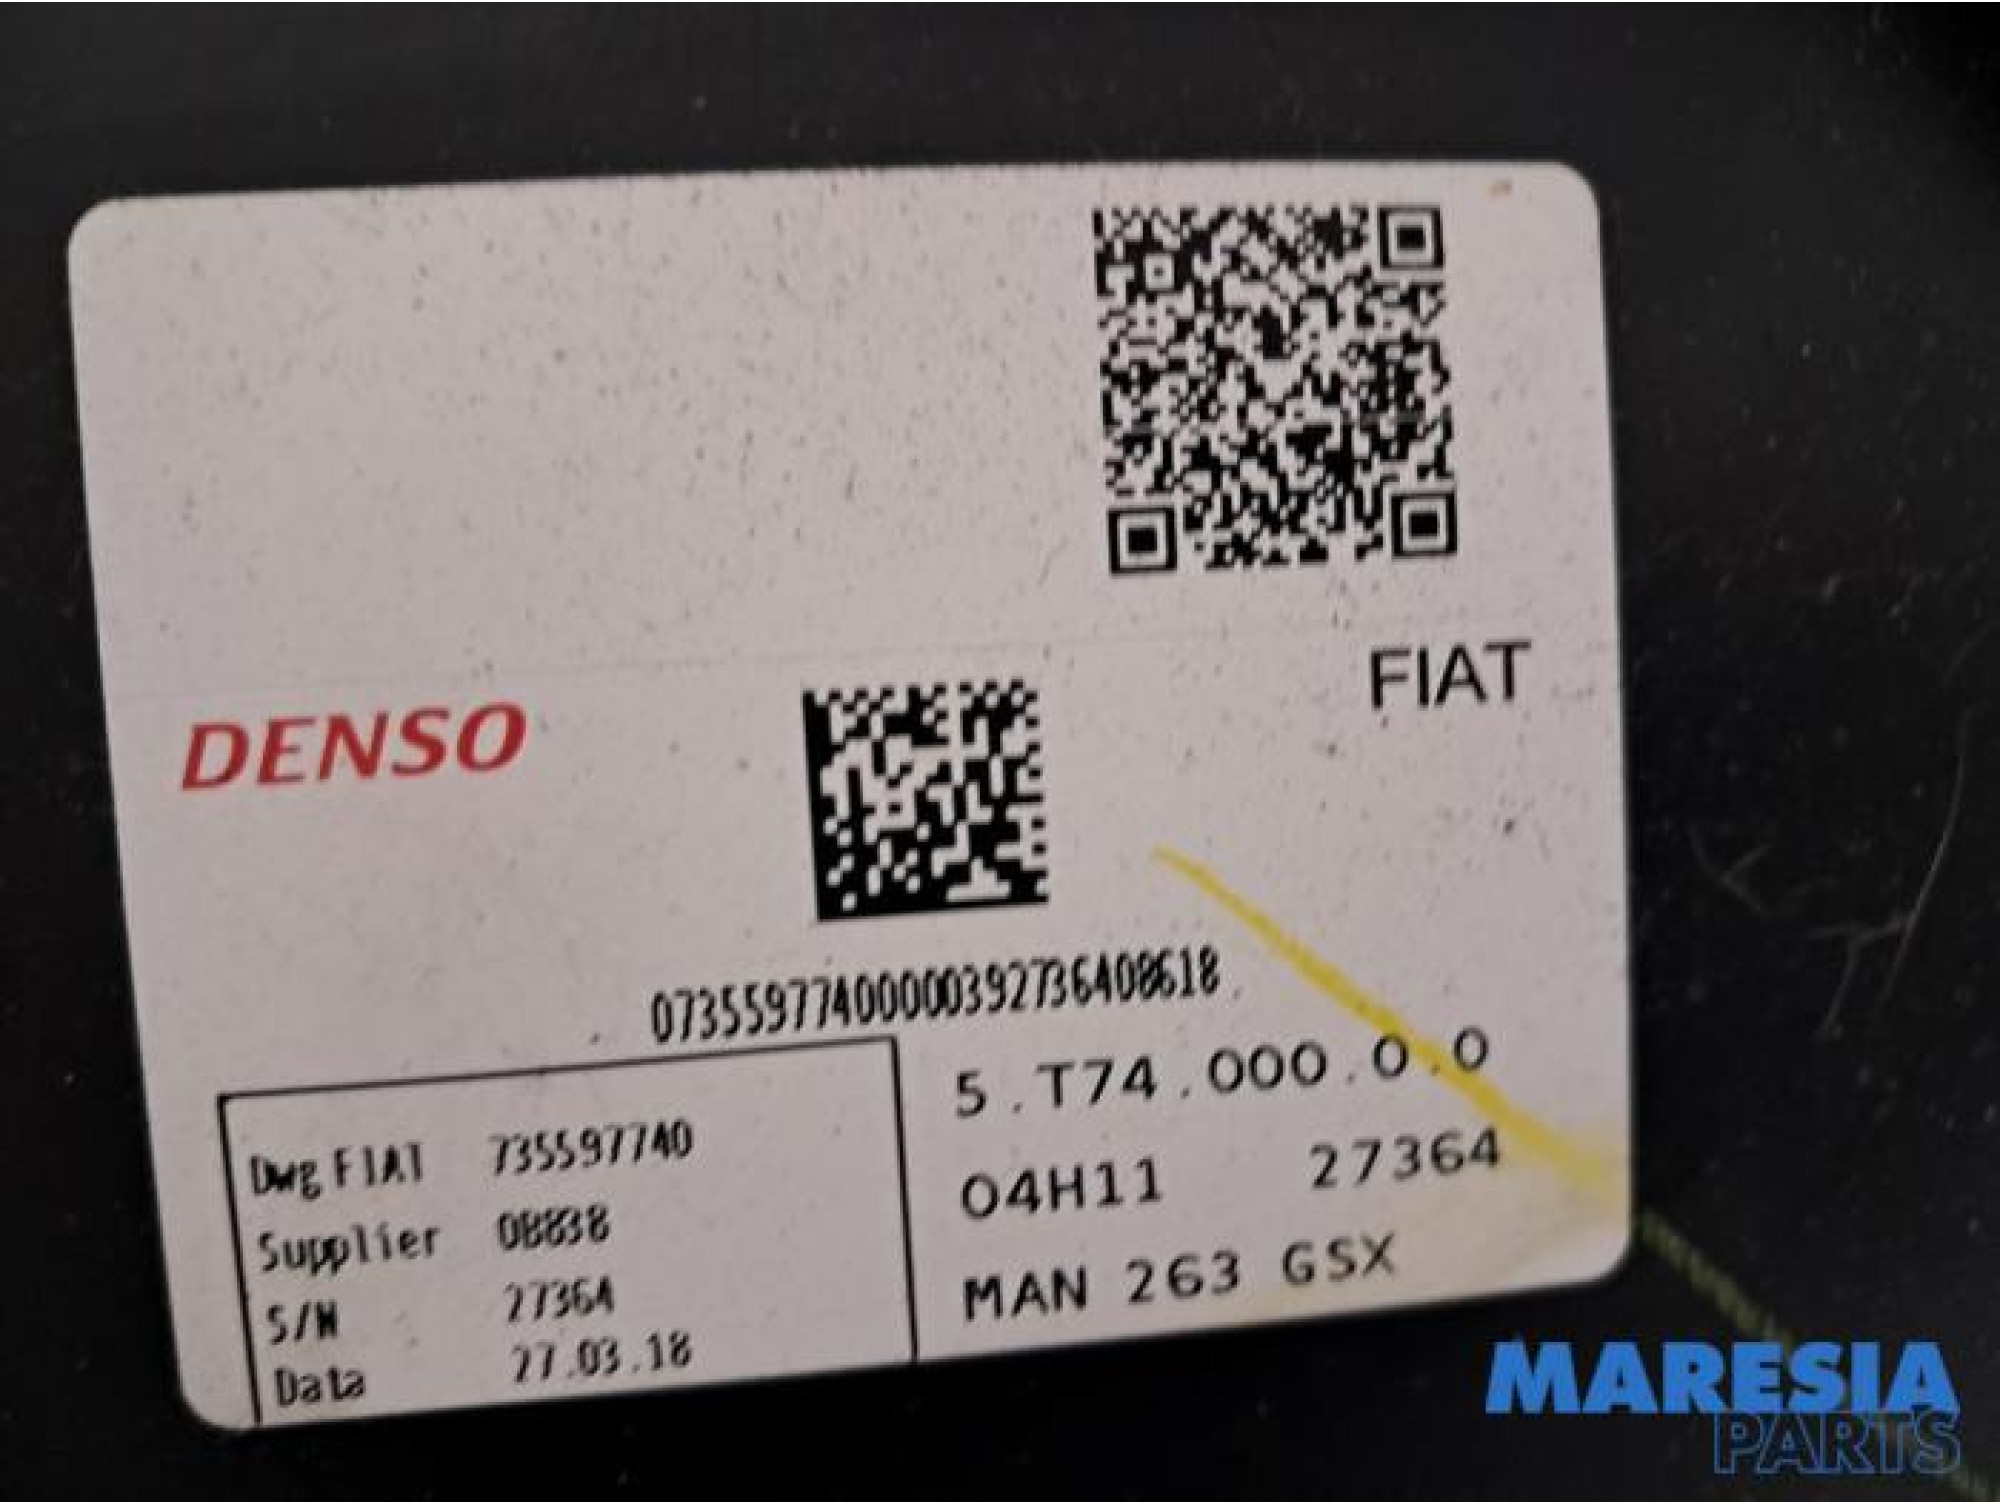 FIAT
DENSO
07355977400000392736408618
Dwg FIAT 735597740
Supplier 08838
S/N 27364
Data 27.03.18
5.T74.000.0.0
04H11 27364
MAN 263 GSX
MARESIA
PARTS